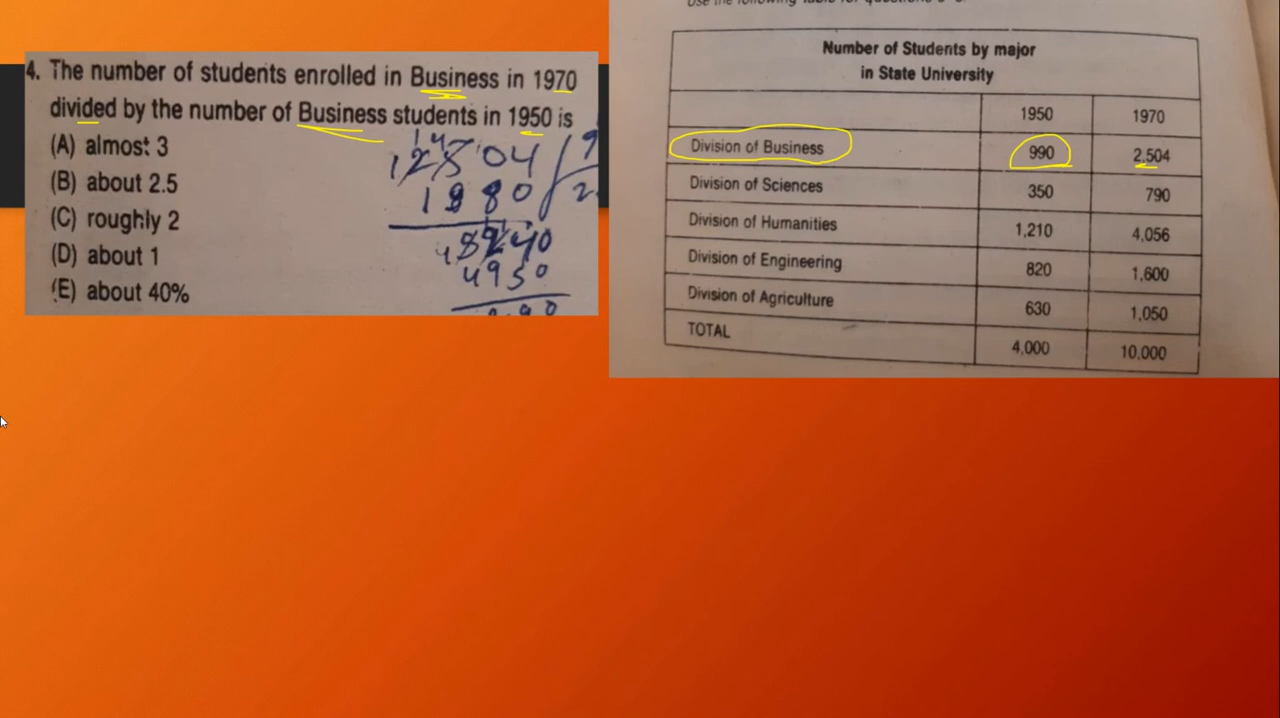 4. The number of students enrolled in Business in 1970
divided by the number of Business students in 1950 is
(A) almost 3
(B) about 2.5
(C) roughly 2
(D) about 1
(E) about 40%
1980
4950
Number of Students by major
in State University
1950 1970
Division of Business 990 2,504
Division of Sciences 350 790
Division of Humanities 1,210 4,056
Division of Engineering 820 1,600
Division of Agriculture 630 1,050
TOTAL 4,000 10,000